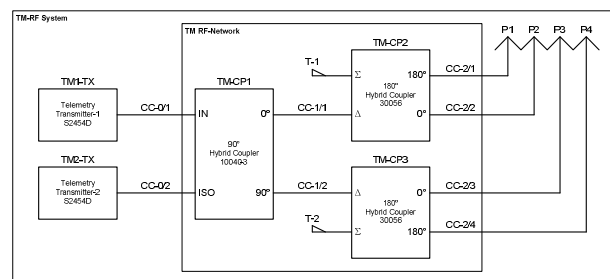 TM-RF System
TM RF-Network
P1 P2 P3 P4
TM-CP2
T-1
Σ 180° CC-2/1
180°
Hybrid Coupler
30056
Δ 0° CC-2/2
TM1-TX
Telemetry
Transmitter-1
S2454D
CC-0/1
TM-CP1
IN 0° CC-1/1
90°
Hybrid Coupler
10040-3
ISO 90° CC-1/2
TM2-TX
Telemetry
Transmitter-2
S2454D
CC-0/2
TM-CP3
Δ 0° CC-2/3
180°
Hybrid Coupler
30056
T-2
Σ 180° CC-2/4